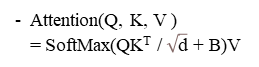 - Attention(Q, K, V )
= SoftMax(QKᵀ / √d + B)V